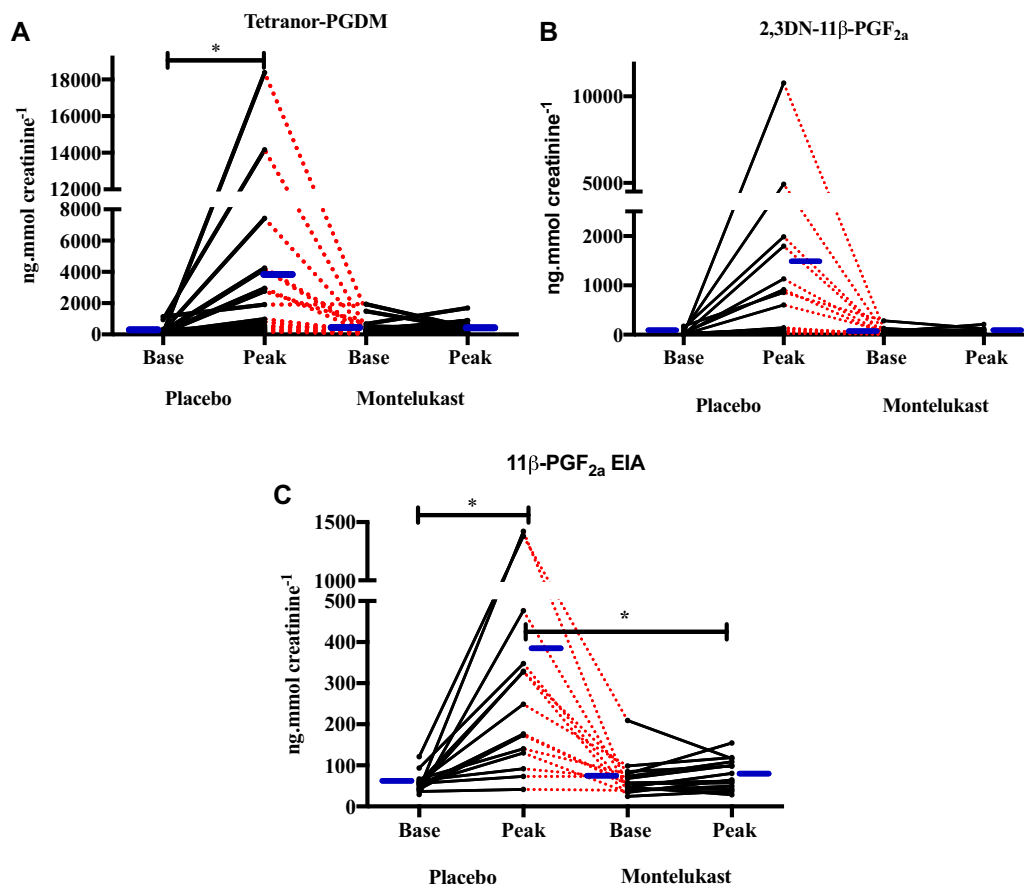 A
Tetranor-PGDM
*
ng.mmol creatinine⁻¹
18000
16000
14000
12000
8000
6000
4000
2000
0
Base Peak Base Peak
Placebo Montelukast
B
2,3DN-11β-PGF₂ₐ
ng.mmol creatinine⁻¹
10000
5000
2000
1000
0
Base Peak Base Peak
Placebo Montelukast
C
11β-PGF₂ₐ EIA
*
*
ng.mmol creatinine⁻¹
1500
1000
500
400
300
200
100
0
Base Peak Base Peak
Placebo Montelukast